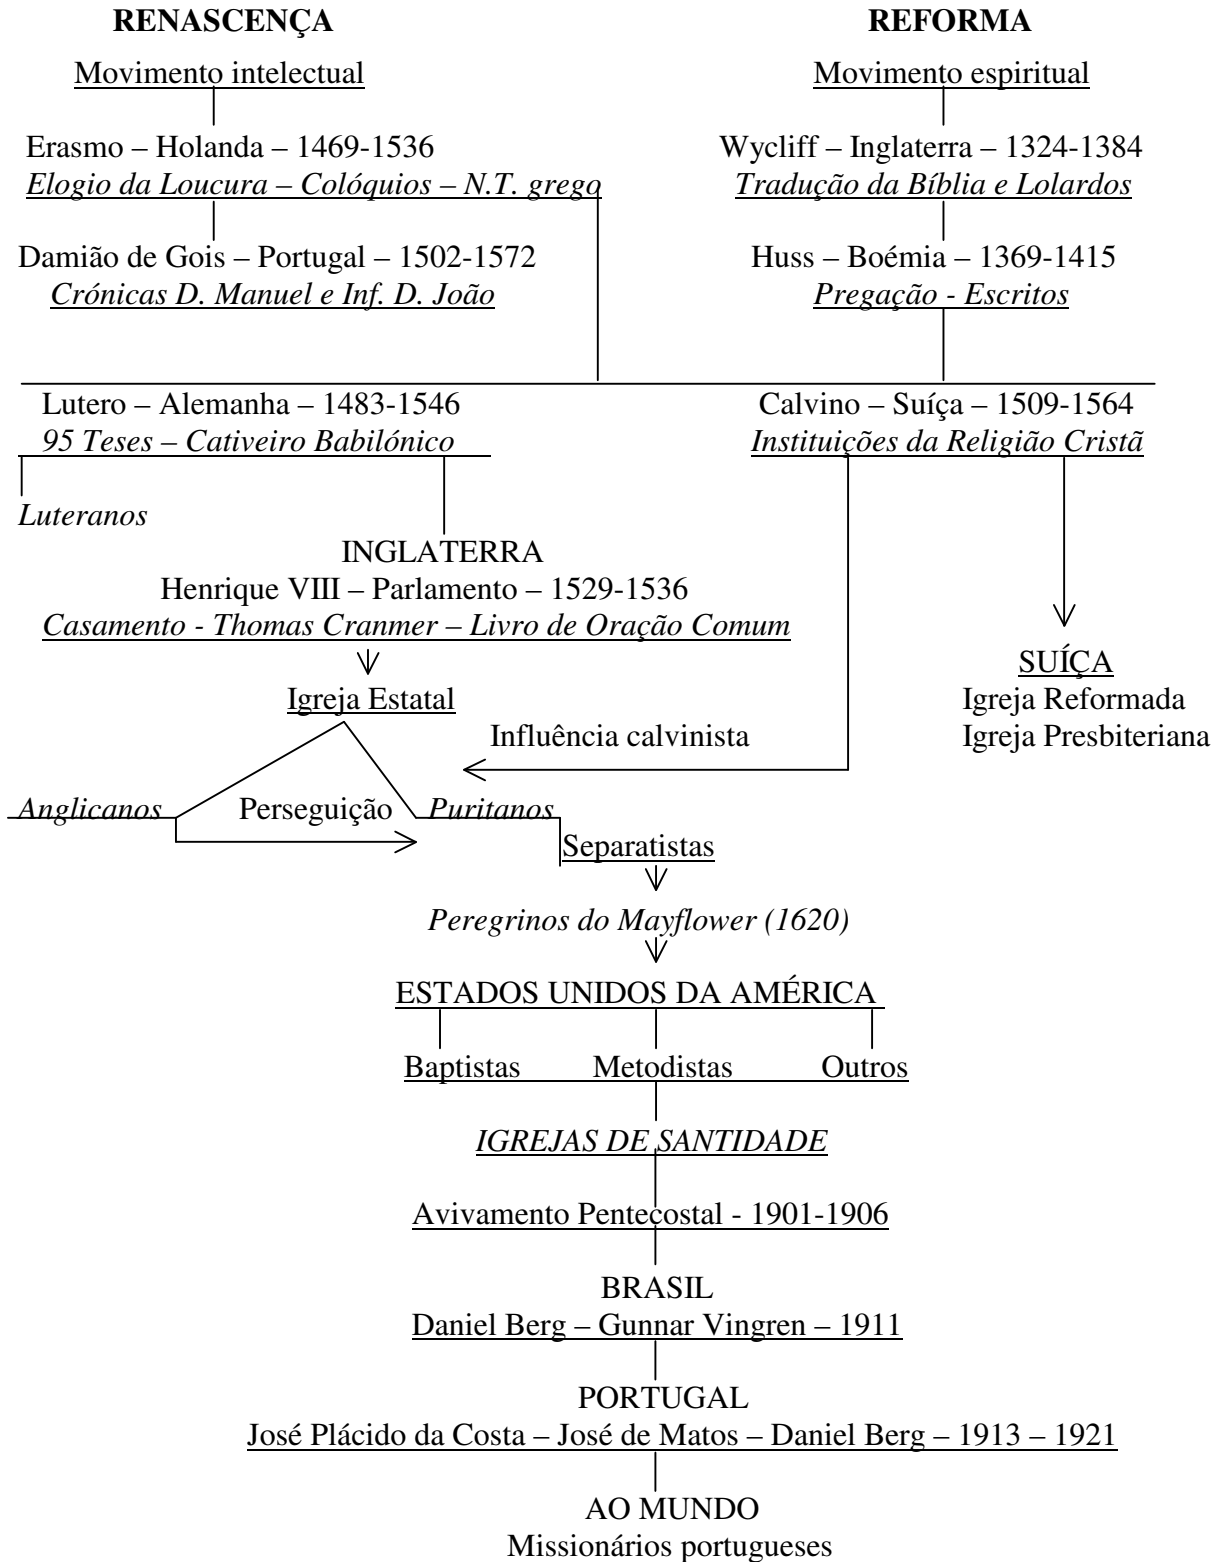 RENASCENÇA
REFORMA
Movimento intelectual
Movimento espiritual
Erasmo – Holanda – 1469-1536
Elogio da Loucura – Colóquios – N.T. grego
Wycliff – Inglaterra – 1324-1384
Tradução da Bíblia e Lolardos
Damião de Gois – Portugal – 1502-1572
Crónicas D. Manuel e Inf. D. João
Huss – Boémia – 1369-1415
Pregação - Escritos
Lutero – Alemanha – 1483-1546
95 Teses – Cativeiro Babilónico
Calvino – Suíça – 1509-1564
Instituições da Religião Cristã
Luteranos
INGLATERRA
Henrique VIII – Parlamento – 1529-1536
Casamento - Thomas Cranmer – Livro de Oração Comum
SUÍÇA
Igreja Reformada
Igreja Presbiteriana
Igreja Estatal
Influência calvinista
Anglicanos
Perseguição
Puritanos
Separatistas
Peregrinos do Mayflower (1620)
ESTADOS UNIDOS DA AMÉRICA
Baptistas
Metodistas
Outros
IGREJAS DE SANTIDADE
Avivamento Pentecostal - 1901-1906
BRASIL
Daniel Berg – Gunnar Vingren – 1911
PORTUGAL
José Plácido da Costa – José de Matos – Daniel Berg – 1913 – 1921
AO MUNDO
Missionários portugueses